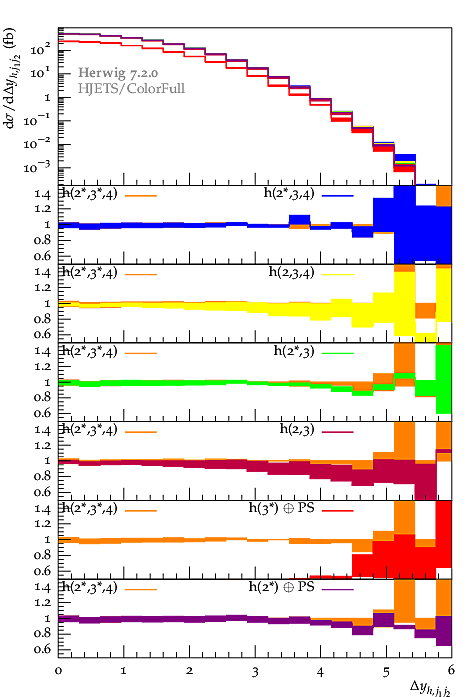 dσ/dΔy_{h,j1j2} (fb)
10^2
10^1
1
10^−1
10^−2
10^−3
Herwig 7.2.0
HJETS/ColorFull
1.4
1.2
1
0.8
0.6
h(2*,3*,4)
h(2*,3,4)
1.4
1.2
1
0.8
0.6
h(2*,3*,4)
h(2,3,4)
1.4
1.2
1
0.8
0.6
h(2*,3*,4)
h(2*,3)
1.4
1.2
1
0.8
0.6
h(2*,3*,4)
h(2,3)
1.4
1.2
1
0.8
0.6
h(2*,3*,4)
h(3*) ⊕ PS
1.4
1.2
1
0.8
0.6
h(2*,3*,4)
h(2*) ⊕ PS
0 1 2 3 4 5 6
Δy_{h,j1j2}